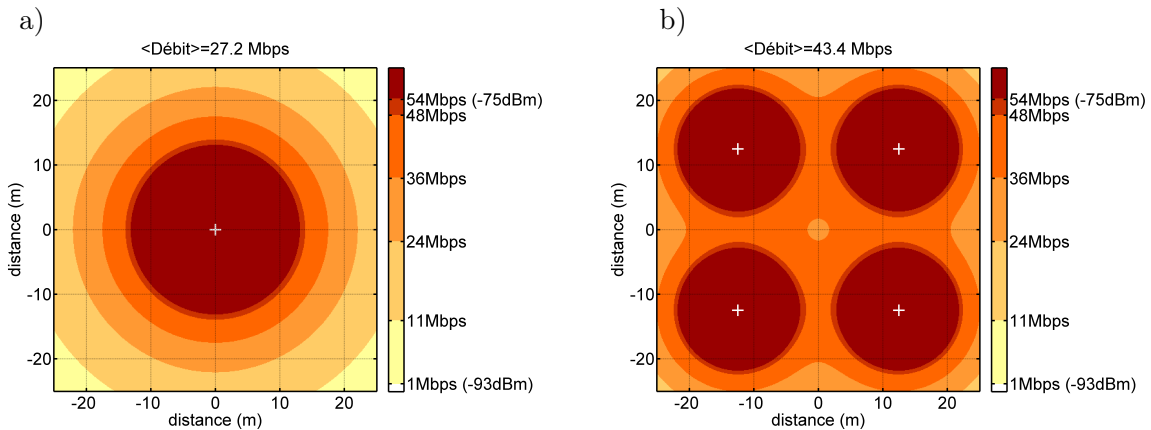 a)
<Débit>=27.2 Mbps
20
10
0
-10
-20
distance (m)
-20 -10 0 10 20
distance (m)
54Mbps (-75dBm)
48Mbps
36Mbps
24Mbps
11Mbps
1Mbps (-93dBm)
b)
<Débit>=43.4 Mbps
20
10
0
-10
-20
distance (m)
-20 -10 0 10 20
distance (m)
54Mbps (-75dBm)
48Mbps
36Mbps
24Mbps
11Mbps
1Mbps (-93dBm)